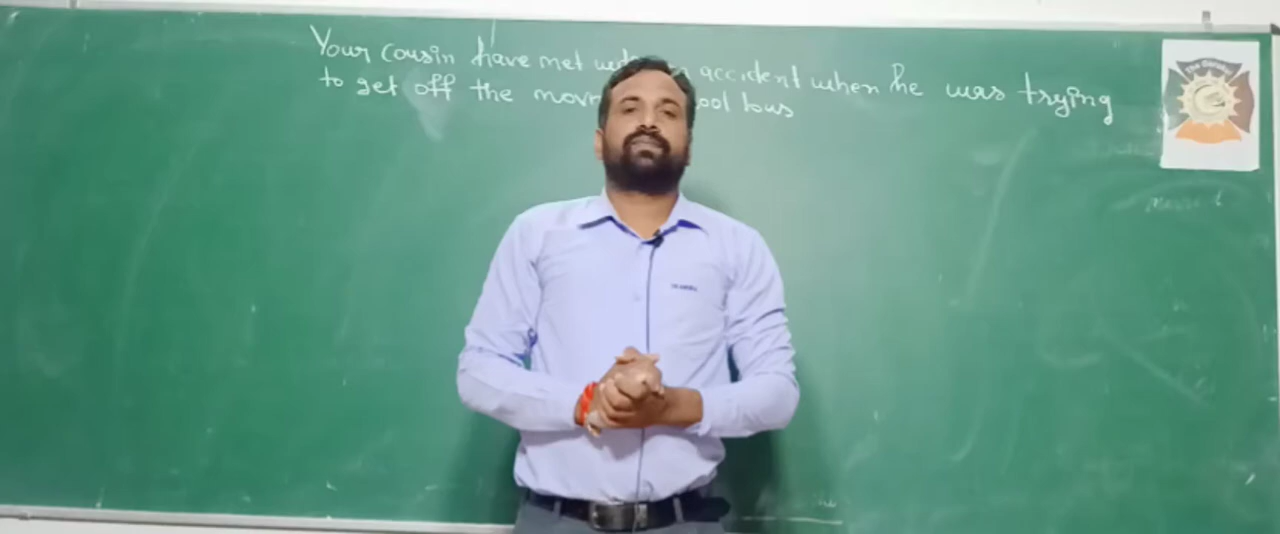 Your cousin have met accident when he was trying
to get off the bus